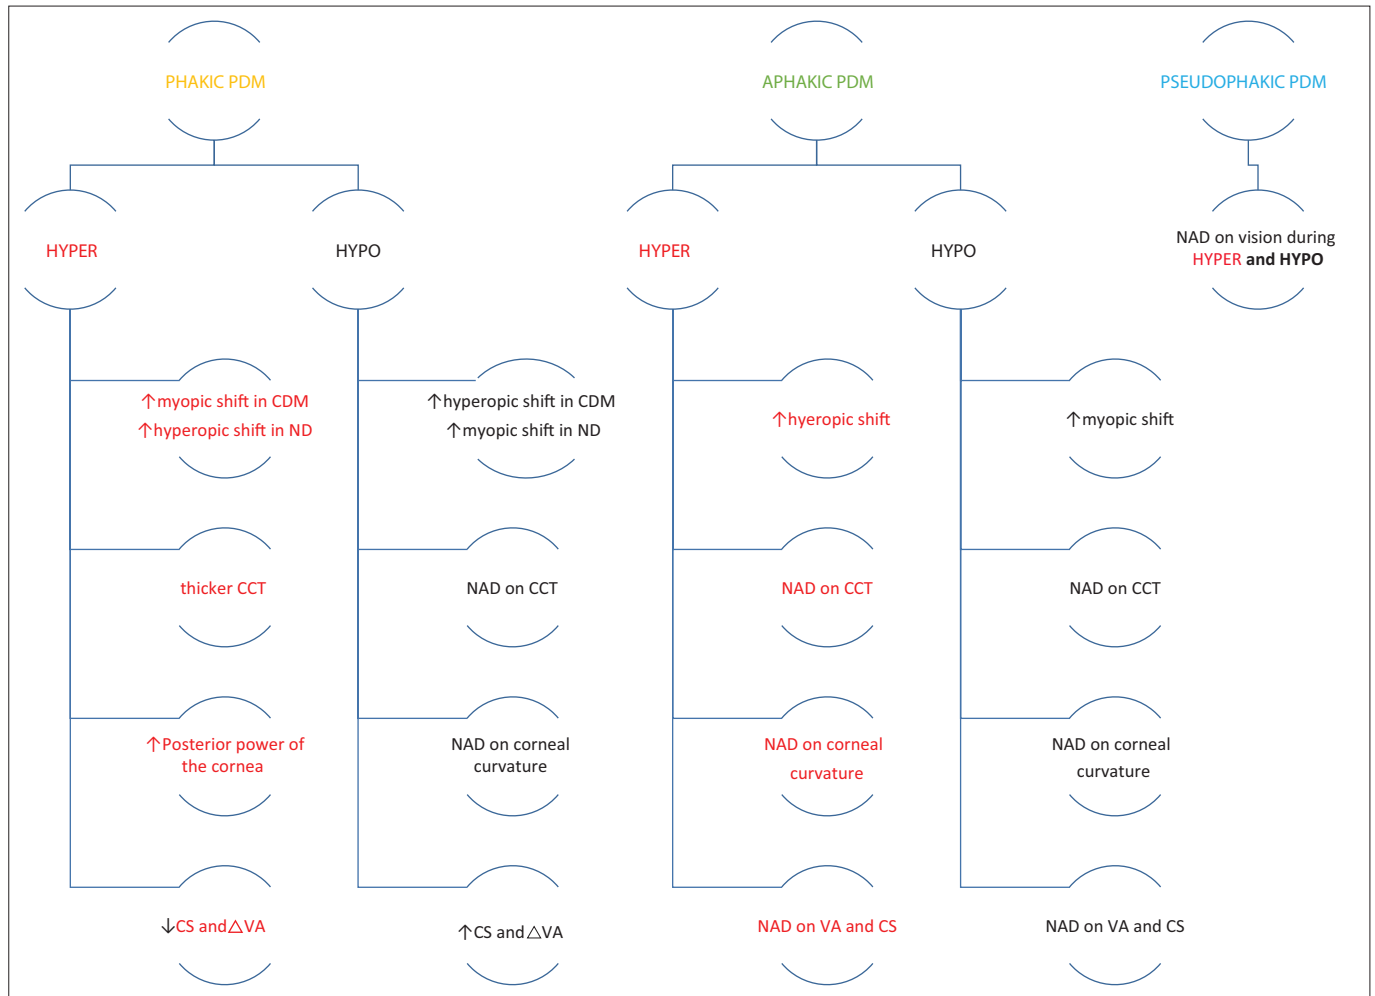 PHAKIC PDM
APHAKIC PDM
PSEUDOPHAKIC PDM
HYPER
HYPO
HYPER
HYPO
NAD on vision during
HYPER and HYPO
↑myopic shift in CDM
↑hyperopic shift in ND
↑hyperopic shift in CDM
↑myopic shift in ND
↑hyeropic shift
↑myopic shift
thicker CCT
NAD on CCT
NAD on CCT
NAD on CCT
↑Posterior power of
the cornea
NAD on corneal
curvature
NAD on corneal
curvature
NAD on corneal
curvature
↓CS and△VA
↑CS and△VA
NAD on VA and CS
NAD on VA and CS